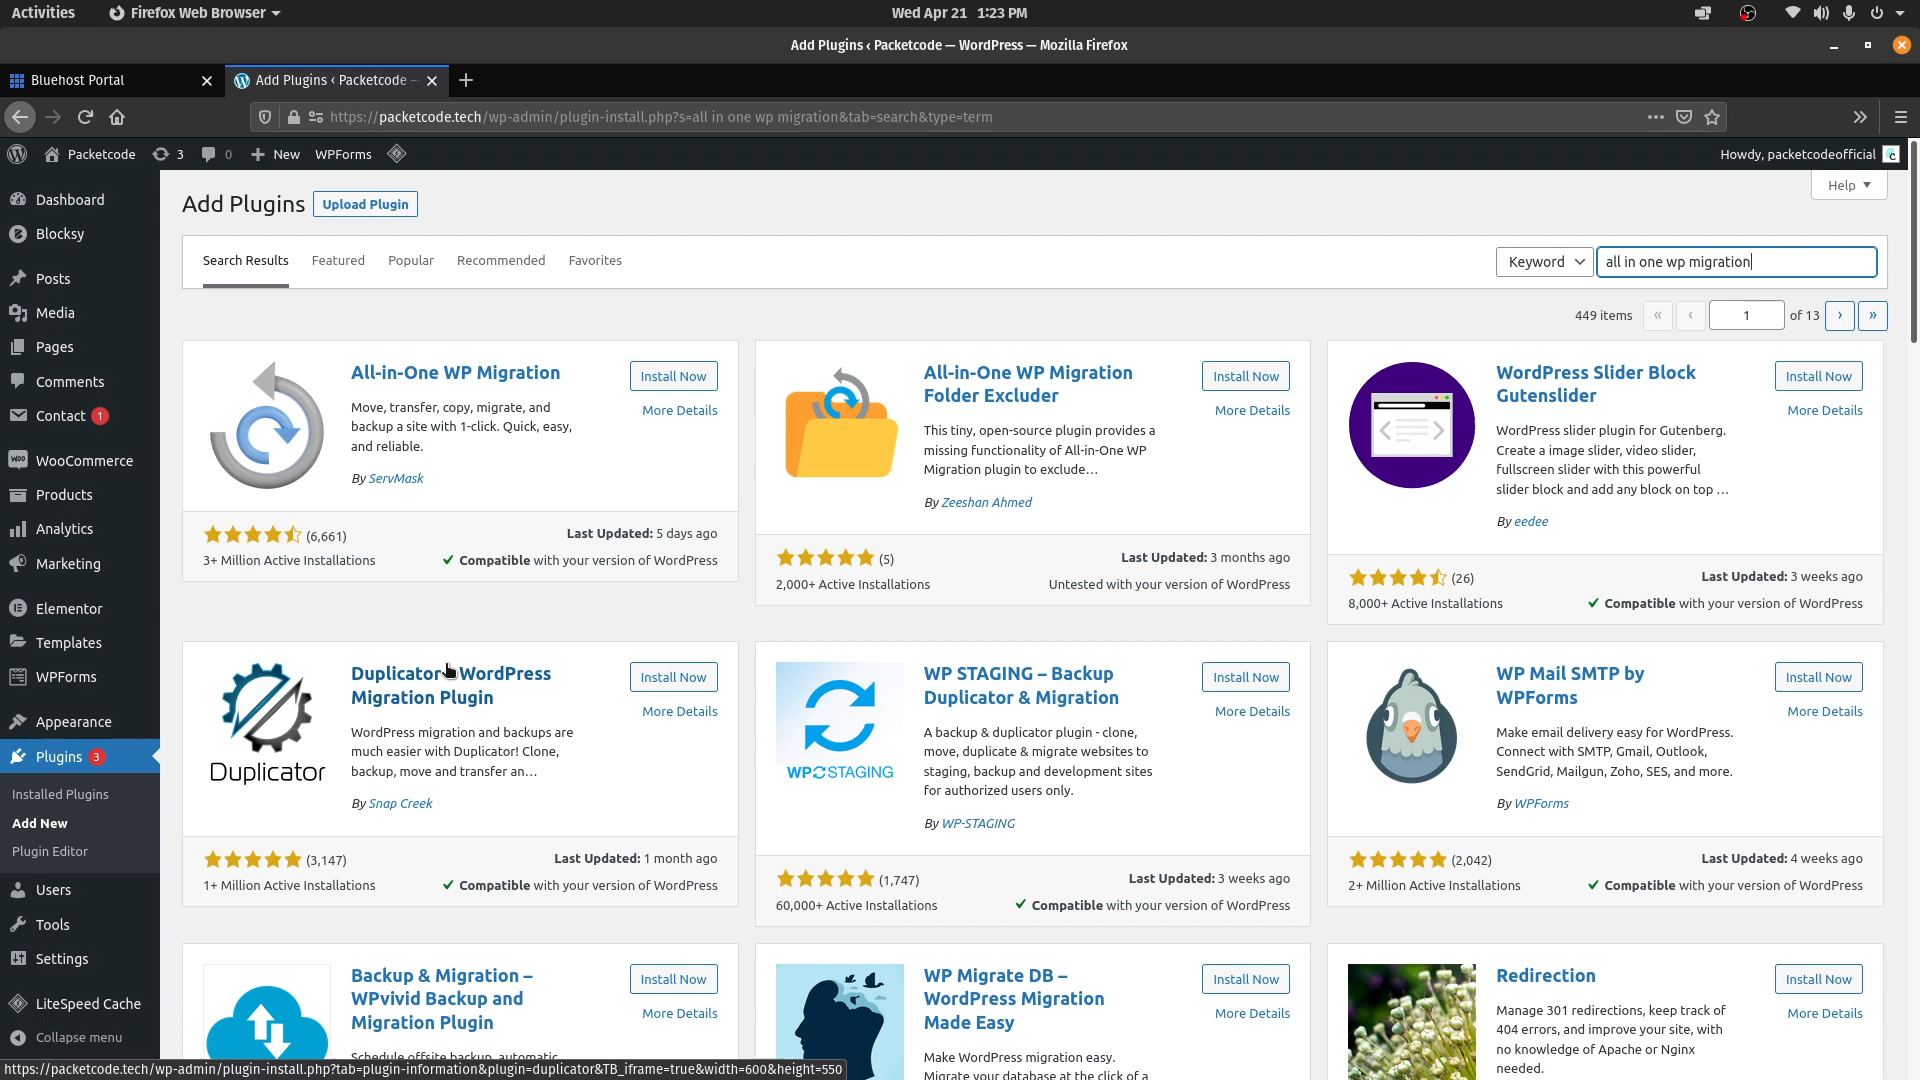 Activities
Firefox Web Browser
Wed Apr 21 1:23 PM
Add Plugins ‹ Packetcode — WordPress — Mozilla Firefox
Bluehost Portal
Add Plugins ‹ Packetcode —
https://packetcode.tech/wp-admin/plugin-install.php?s=all in one wp migration&tab=search&type=term
Packetcode
3
0
New
WPForms
Howdy, packetcodeofficial
Dashboard
Blocksy
Posts
Media
Pages
Comments
Contact 1
WooCommerce
Products
Analytics
Marketing
Elementor
Templates
WPForms
Appearance
Plugins 3
Installed Plugins
Add New
Plugin Editor
Users
Tools
Settings
LiteSpeed Cache
Collapse menu
Help
Add Plugins
Upload Plugin
Search Results
Featured
Popular
Recommended
Favorites
Keyword
all in one wp migration
449 items
«
‹
1
of 13
›
»
All-in-One WP Migration
Install Now
More Details
Move, transfer, copy, migrate, and
backup a site with 1-click. Quick, easy,
and reliable.
By ServMask
(6,661)
Last Updated: 5 days ago
3+ Million Active Installations
Compatible with your version of WordPress
All-in-One WP Migration
Folder Excluder
Install Now
More Details
This tiny, open-source plugin provides a
missing functionality of All-in-One WP
Migration plugin to exclude…
By Zeeshan Ahmed
(5)
Last Updated: 3 months ago
2,000+ Active Installations
Untested with your version of WordPress
WordPress Slider Block
Gutenslider
Install Now
More Details
WordPress slider plugin for Gutenberg.
Create a image slider, video slider,
fullscreen slider with this powerful
slider block and add any block on top …
By eedee
(26)
Last Updated: 3 weeks ago
8,000+ Active Installations
Compatible with your version of WordPress
Duplicator
Duplicator WordPress
Migration Plugin
Install Now
More Details
WordPress migration and backups are
much easier with Duplicator! Clone,
backup, move and transfer an…
By Snap Creek
(3,147)
Last Updated: 1 month ago
1+ Million Active Installations
Compatible with your version of WordPress
WP STAGING
WP STAGING – Backup
Duplicator & Migration
Install Now
More Details
A backup & duplicator plugin - clone,
move, duplicate & migrate websites to
staging, backup and development sites
for authorized users only.
By WP-STAGING
(1,747)
Last Updated: 3 weeks ago
60,000+ Active Installations
Compatible with your version of WordPress
WP Mail SMTP by
WPForms
Install Now
More Details
Make email delivery easy for WordPress.
Connect with SMTP, Gmail, Outlook,
SendGrid, Mailgun, Zoho, SES, and more.
By WPForms
(2,042)
Last Updated: 4 weeks ago
2+ Million Active Installations
Compatible with your version of WordPress
Backup & Migration –
WPvivid Backup and
Migration Plugin
Install Now
More Details
Schedule offsite backup, automatic
WP Migrate DB –
WordPress Migration
Made Easy
Install Now
More Details
Make WordPress migration easy.
Migrate your database at the click of a
Redirection
Install Now
More Details
Manage 301 redirections, keep track of
404 errors, and improve your site, with
no knowledge of Apache or Nginx
needed.
https://packetcode.tech/wp-admin/plugin-install.php?tab=plugin-information&plugin=duplicator&TB_iframe=true&width=600&height=550